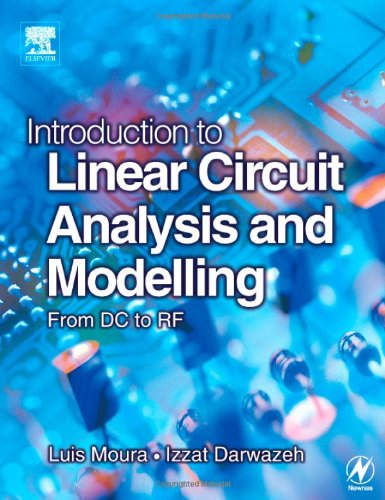 ELSEVIER
Introduction to
Linear Circuit
Analysis and
Modelling
From DC to RF
Luis Moura • Izzat Darwazeh
Newnes